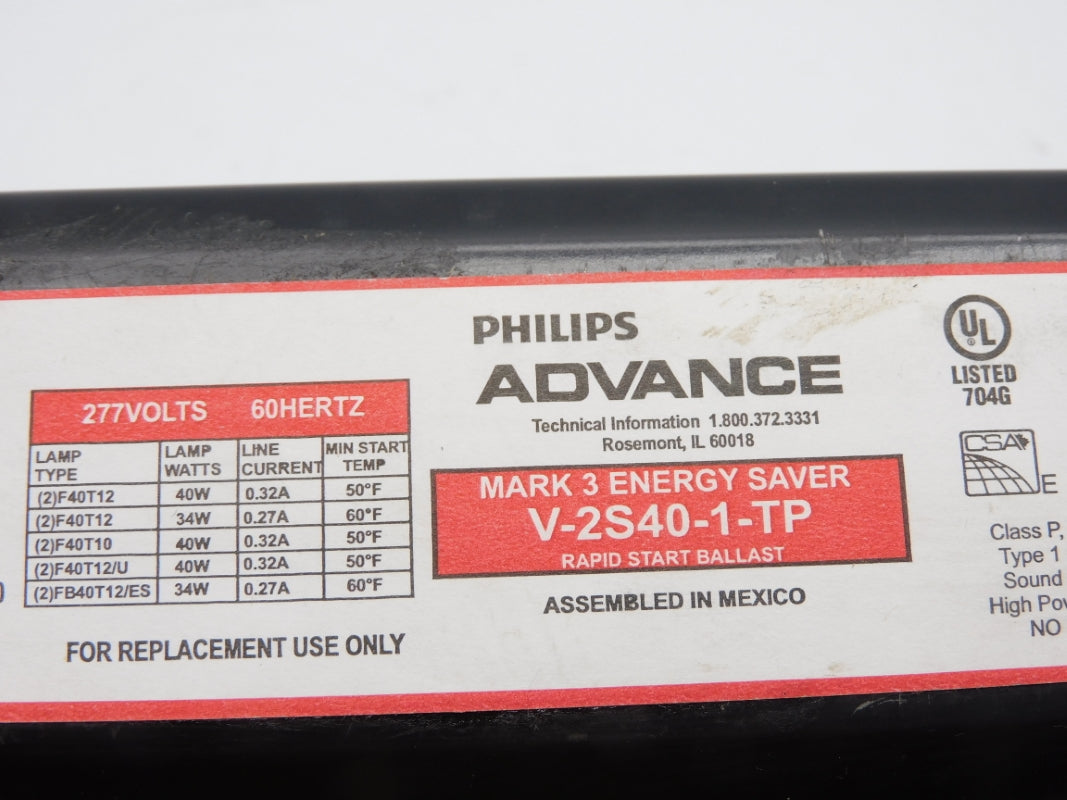 PHILIPS
ADVANCE
Technical Information 1.800.372.3331
Rosemont, IL 60018
MARK 3 ENERGY SAVER
V-2S40-1-TP
RAPID START BALLAST
ASSEMBLED IN MEXICO
277VOLTS 60HERTZ
LAMP TYPE LAMP WATTS LINE CURRENT MIN START TEMP
(2)F40T12 40W 0.32A 50°F
(2)F40T12 34W 0.27A 60°F
(2)F40T10 40W 0.32A 50°F
(2)F40T12/U 40W 0.32A 50°F
(2)FB40T12/ES 34W 0.27A 60°F
FOR REPLACEMENT USE ONLY
UL
LISTED
704G
CSA
E
Class P,
Type 1
Sound
High
NO